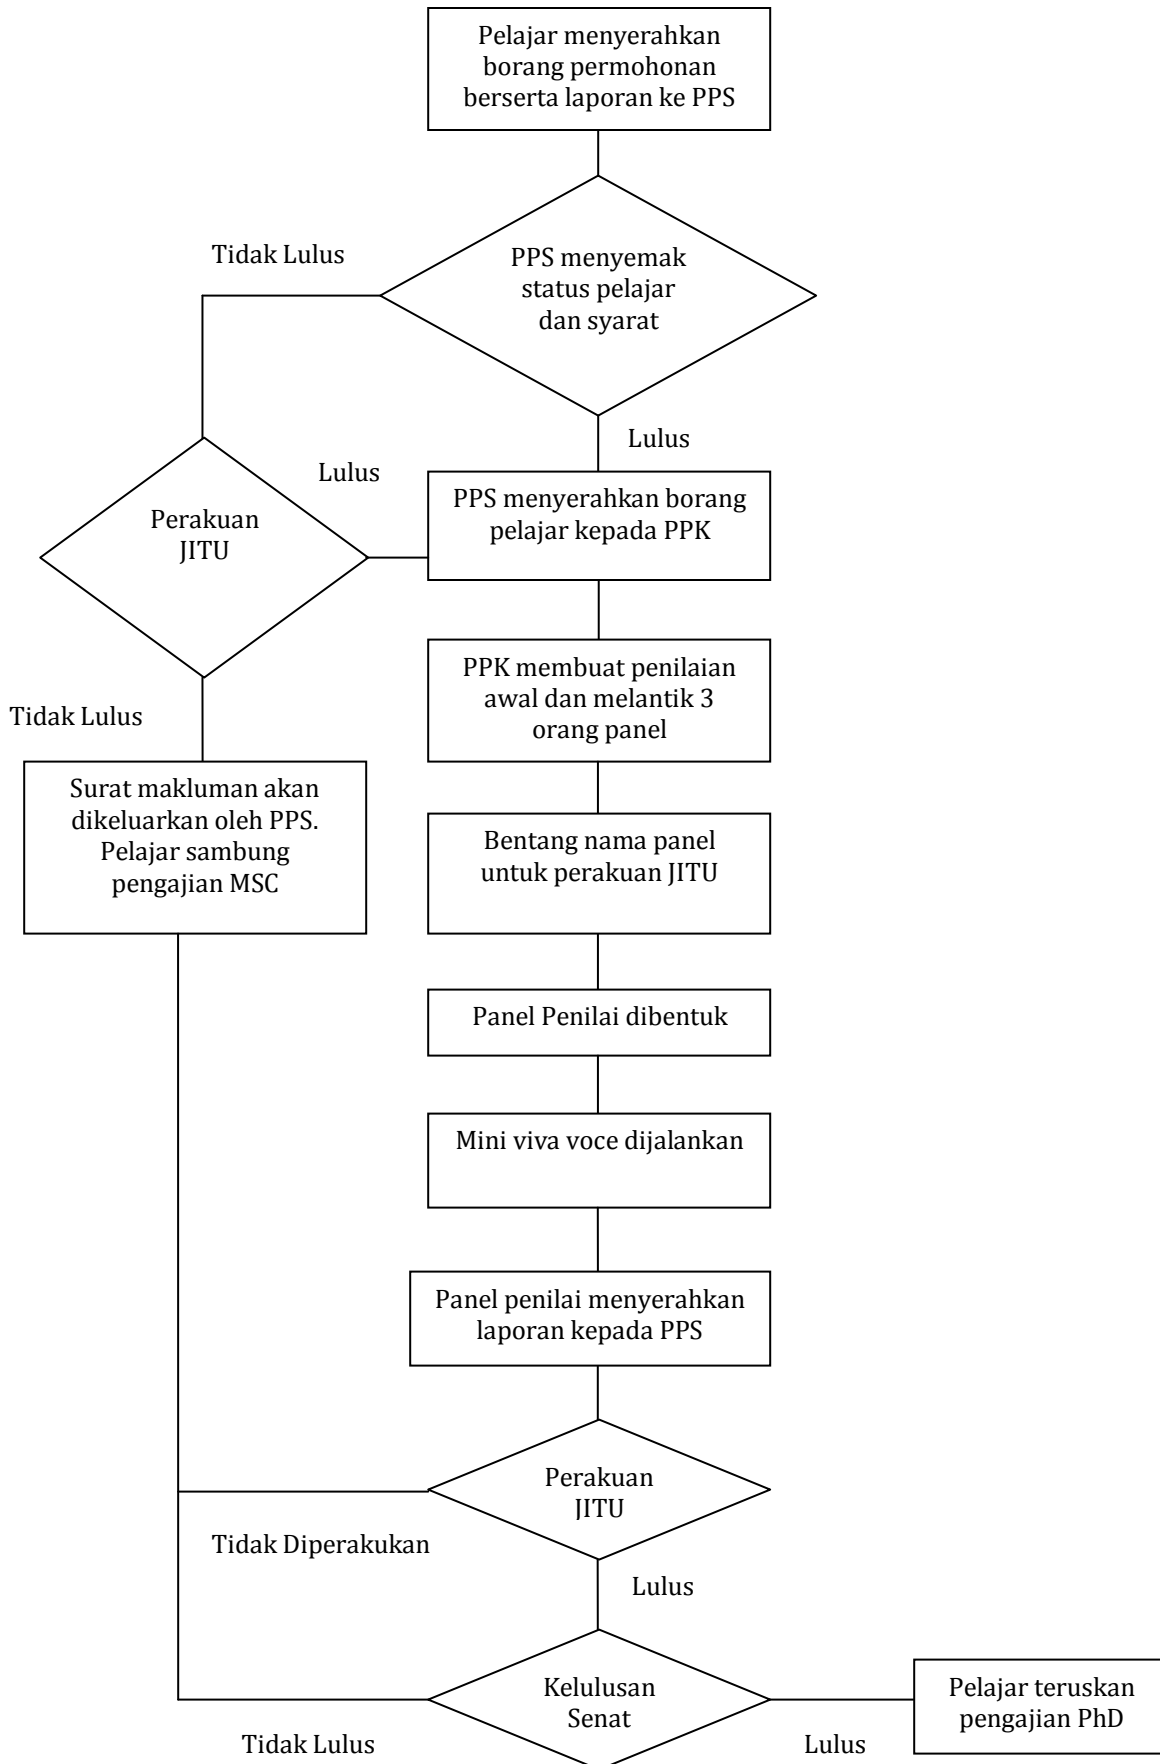 Pelajar menyerahkan
borang permohonan
berserta laporan ke PPS
Tidak Lulus
PPS menyemak
status pelajar
dan syarat
Lulus
Lulus
Perakuan
JITU
PPS menyerahkan borang
pelajar kepada PPK
PPK membuat penilaian
awal dan melantik 3
orang panel
Tidak Lulus
Surat makluman akan
dikeluarkan oleh PPS.
Pelajar sambung
pengajian MSC
Bentang nama panel
untuk perakuan JITU
Panel Penilai dibentuk
Mini viva voce dijalankan
Panel penilai menyerahkan
laporan kepada PPS
Perakuan
JITU
Tidak Diperakukan
Lulus
Kelulusan
Senat
Pelajar teruskan
pengajian PhD
Tidak Lulus
Lulus